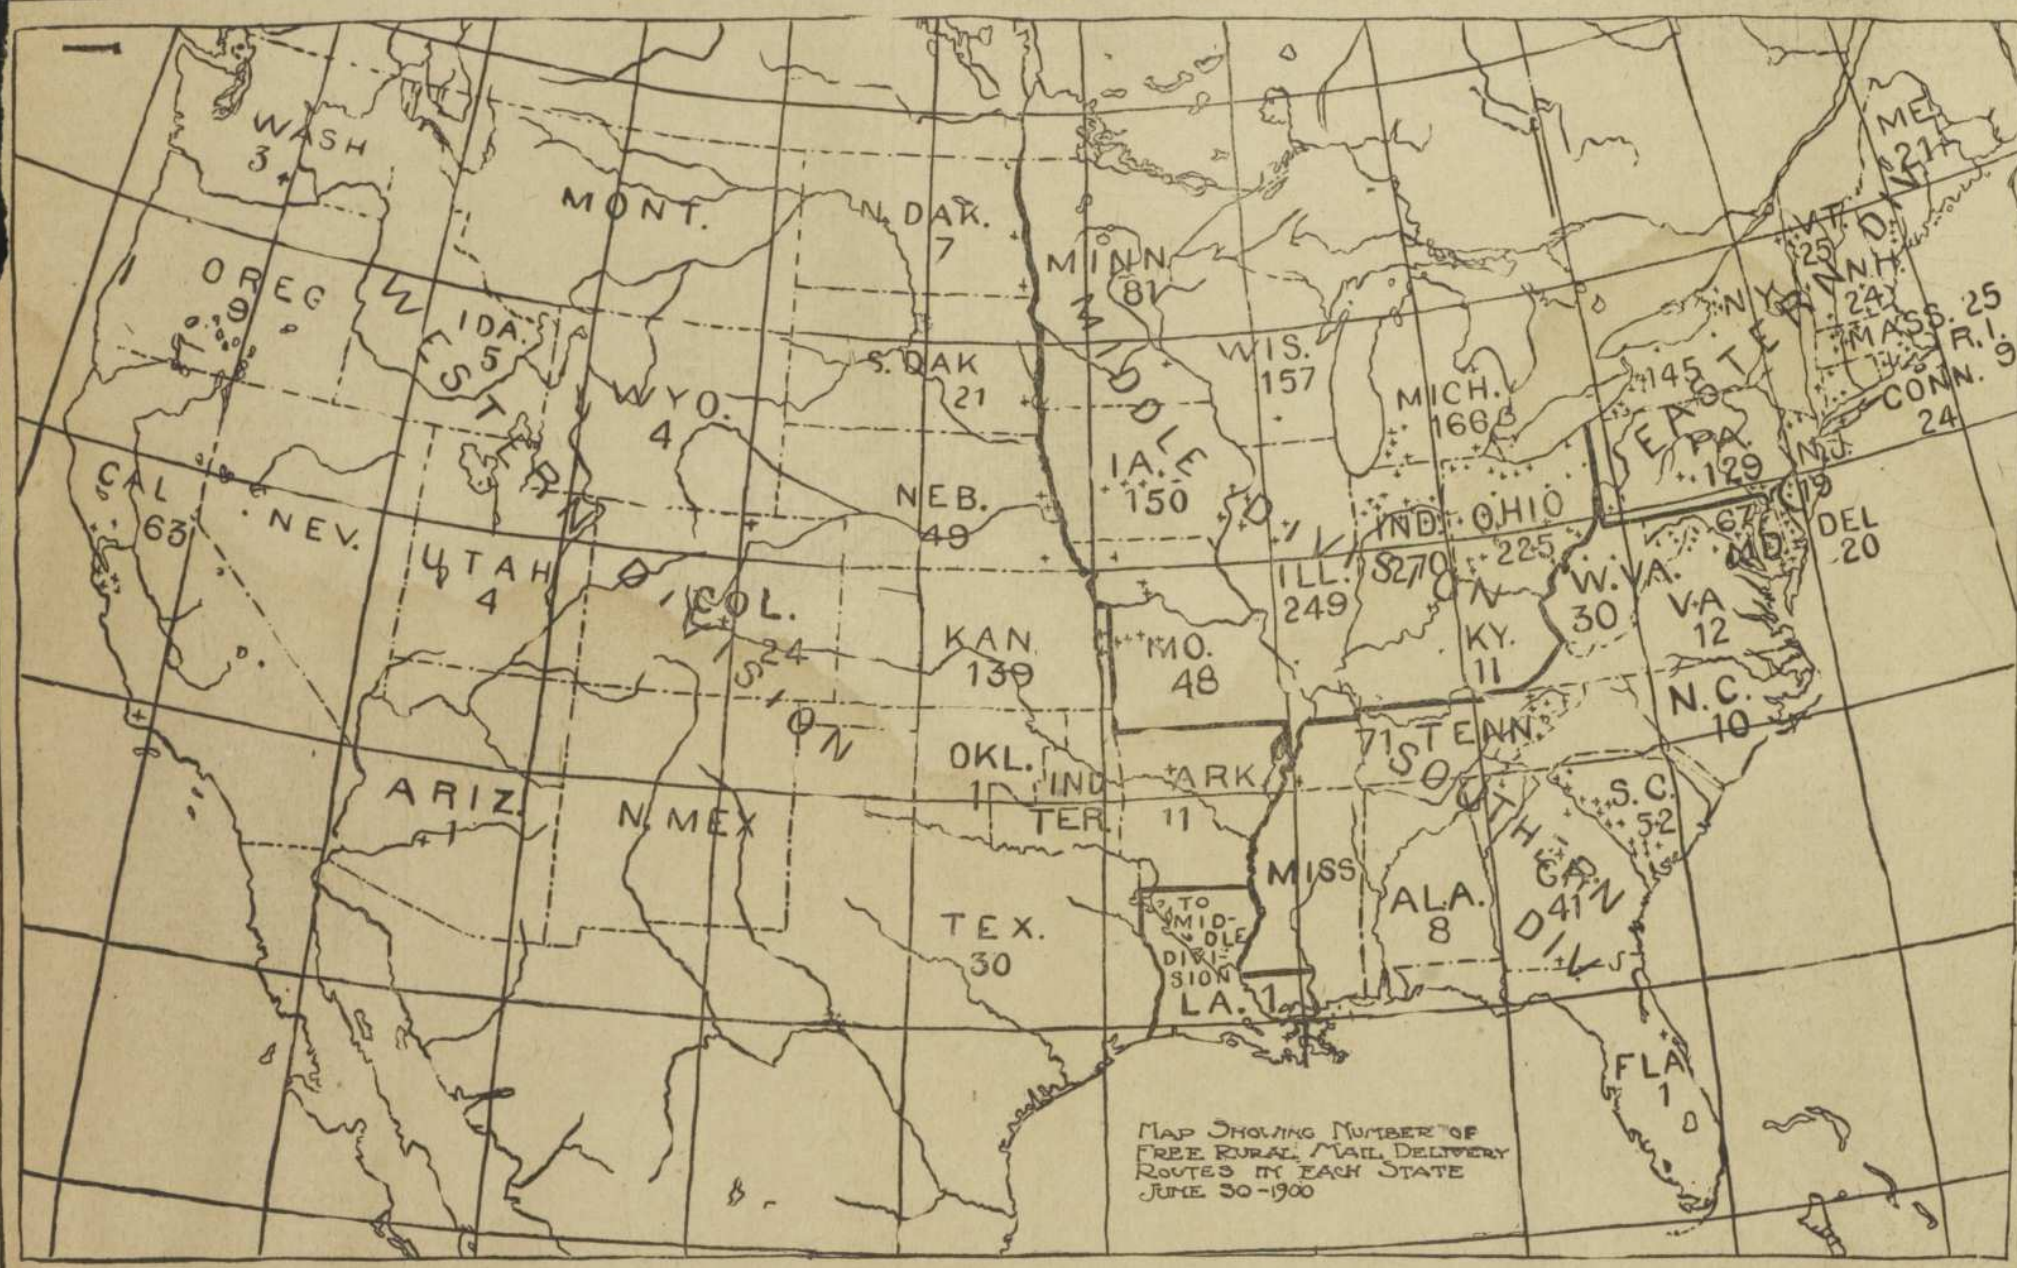 WASH
3
MONT.
N. DAK.
7
MINN
81
ME.
21
OREG
9
IDA.
5
WYO.
4
S. DAK
21
WIS.
157
MICH.
166
N.Y.
145
VT.
25
N.H.
24
MASS. 25
R.I.
9
CONN.
24
CAL
63
NEV.
UTAH
4
COL.
24
NEB.
49
IA.
150
ILL.
249
IND.
270
OHIO
225
PA.
129
N.J.
19
DEL
20
67
MD
W. VA.
30
VA
12
KAN
139
MO.
48
KY.
11
N.C.
10
ARIZ.
1
N. MEX
OKL.
1
IND
TER.
ARK
11
71 TENN.
S.C.
52
TEX.
30
MISS
ALA.
8
GA.
41
TO
MID-
DLE
DIVI-
SION
LA. 1
FLA
1
WESTERN DIVISION
MIDDLE DIVISION
EASTERN DIV.
SOUTHERN DIV.
MAP SHOWING NUMBER OF
FREE RURAL MAIL DELIVERY
ROUTES IN EACH STATE
JUNE 30-1900